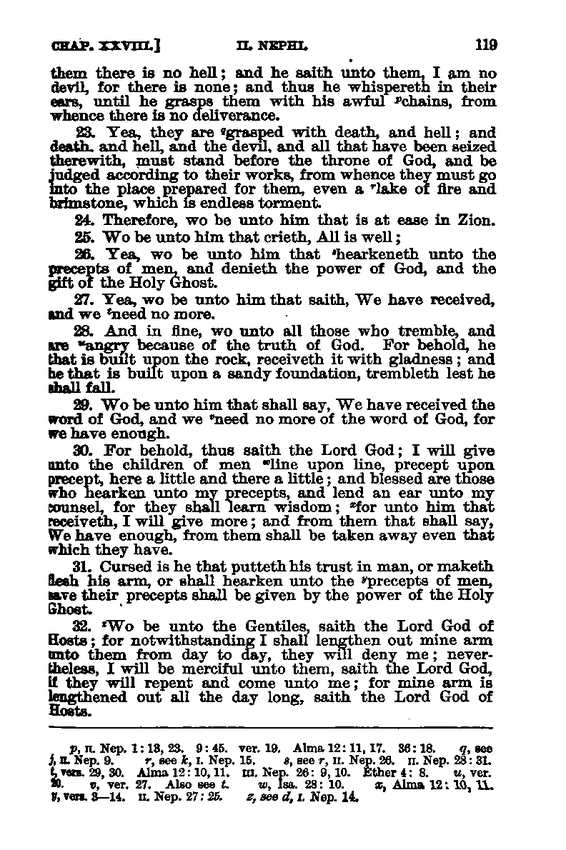 CHAP. XXVIII.] II. NEPHI. 119
them there is no hell; and he saith unto them, I am no
devil, for there is none; and thus he whispereth in their
ears, until he grasps them with his awful ᵖchains, from
whence there is no deliverance.
23. Yea, they are ᑫgrasped with death, and hell; and
death, and hell, and the devil, and all that have been seized
therewith, must stand before the throne of God, and be
judged according to their works, from whence they must go
into the place prepared for them, even a ʳlake of fire and
brimstone, which is endless torment.
24. Therefore, wo be unto him that is at ease in Zion.
25. Wo be unto him that crieth, All is well;
26. Yea, wo be unto him that ˢhearkeneth unto the
precepts of men, and denieth the power of God, and the
gift of the Holy Ghost.
27. Yea, wo be unto him that saith, We have received,
and we ᵗneed no more.
28. And in fine, wo unto all those who tremble, and
are ᵘangry because of the truth of God. For behold, he
that is built upon the rock, receiveth it with gladness; and
he that is built upon a sandy foundation, trembleth lest he
shall fall.
29. Wo be unto him that shall say, We have received the
word of God, and we ᵛneed no more of the word of God, for
we have enough.
30. For behold, thus saith the Lord God; I will give
unto the children of men ʷline upon line, precept upon
precept, here a little and there a little; and blessed are those
who hearken unto my precepts, and lend an ear unto my
counsel, for they shall learn wisdom; ˣfor unto him that
receiveth, I will give more; and from them that shall say,
We have enough, from them shall be taken away even that
which they have.
31. Cursed is he that putteth his trust in man, or maketh
flesh his arm, or shall hearken unto the ʸprecepts of men,
save their precepts shall be given by the power of the Holy
Ghost.
32. ᶻWo be unto the Gentiles, saith the Lord God of
Hosts; for notwithstanding I shall lengthen out mine arm
unto them from day to day, they will deny me; never-
theless, I will be merciful unto them, saith the Lord God,
if they will repent and come unto me; for mine arm is
lengthened out all the day long, saith the Lord God of
Hosts.
p, II. Nep. 1:13, 23. 9:45. ver. 19. Alma 12:11, 17. 36:18. q, see
j, II. Nep. 9. r, see k, I. Nep. 15. s, see r, II. Nep. 26. II. Nep. 28:31.
t, vers. 29, 30. Alma 12:10, 11. III. Nep. 26:9, 10. Ether 4:8. u, ver.
20. v, ver. 27. Also see t. w, Isa. 28:10. x, Alma 12:10, 11.
y, vers. 3—14. II. Nep. 27:25. z, see d, I. Nep. 14.